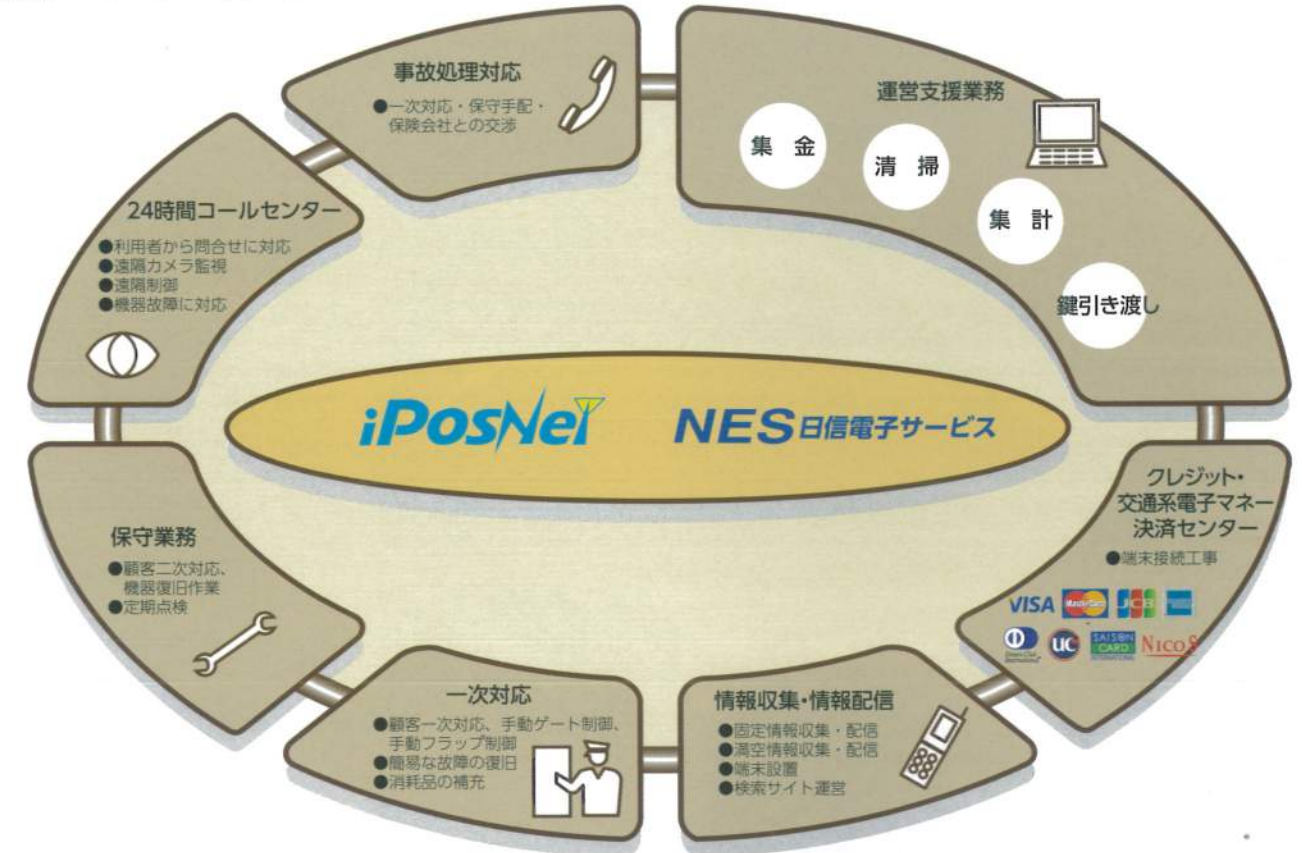 事故処理対応
●一次対応・保守手配・
保険会社との交渉
運営支援業務
集 金
清 掃
集 計
鍵引き渡し
24時間コールセンター
●利用者から問合せに対応
●遠隔カメラ監視
●遠隔制御
●機器故障に対応
iPosNet
NES日信電子サービス
クレジット・
交通系電子マネー
決済センター
●端末接続工事
VISA MasterCard JCB
Diners Club International UC SAISON CARD INTERNATIONAL NICOS
保守業務
●顧客二次対応、
機器復旧作業
●定期点検
一次対応
●顧客一次対応、手動ゲート制御、
手動フラップ制御
●簡易な故障の復旧
●消耗品の補充
情報収集・情報配信
●固定情報収集・配信
●満空情報収集・配信
●端末設置
●検索サイト運営